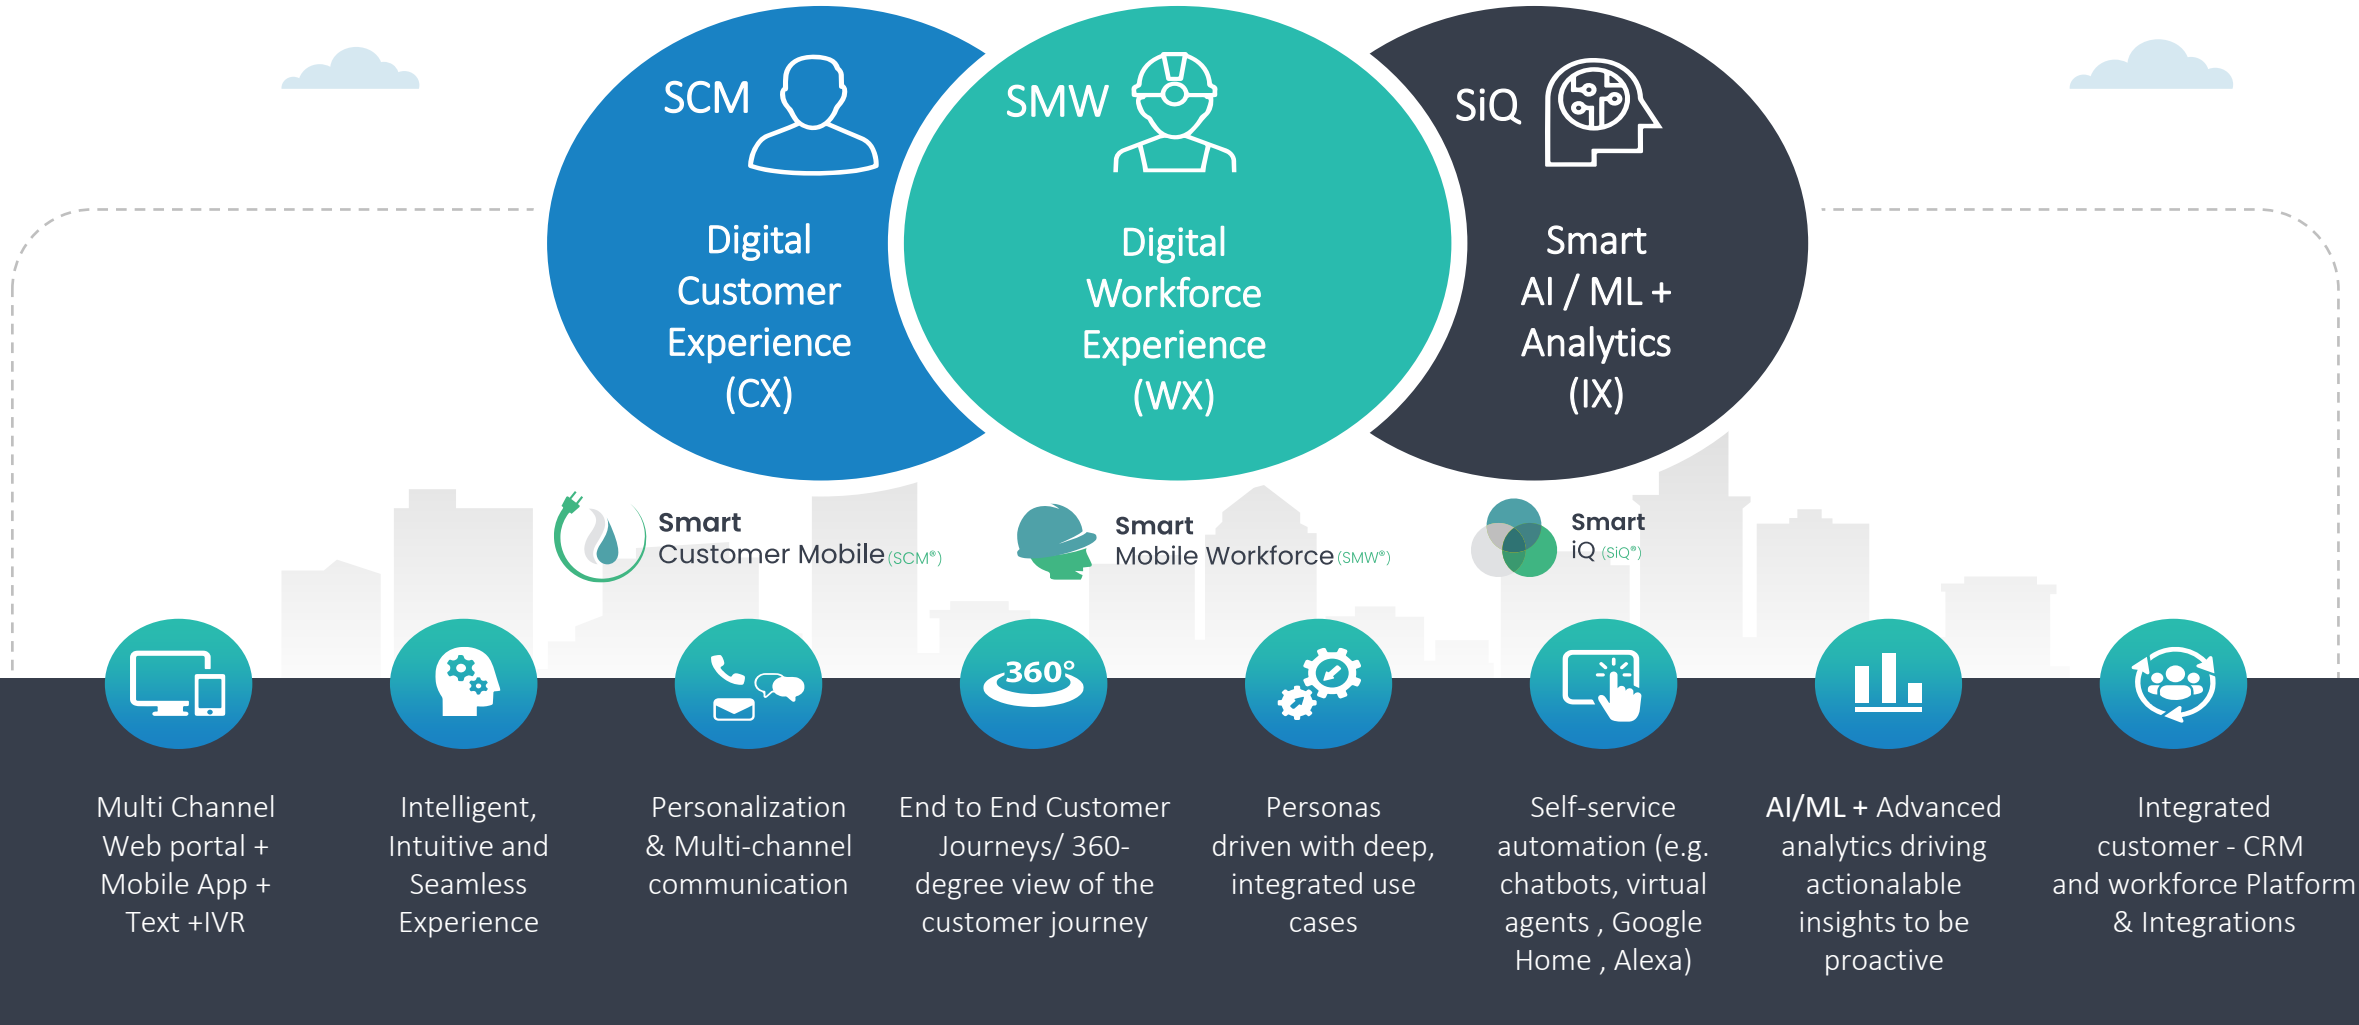 SCM
Digital
Customer
Experience
(CX)
SMW
Digital
Workforce
Experience
(WX)
SiQ
Smart
AI / ML +
Analytics
(IX)
Smart
Customer Mobile (SCM®)
Smart
Mobile Workforce (SMW®)
Smart
iQ (SiQ®)
Multi Channel
Web portal +
Mobile App +
Text +IVR
Intelligent,
Intuitive and
Seamless
Experience
Personalization
& Multi-channel
communication
360°
End to End Customer
Journeys/ 360-
degree view of the
customer journey
Personas
driven with deep,
integrated use
cases
Self-service
automation (e.g.
chatbots, virtual
agents , Google
Home , Alexa)
AI/ML + Advanced
analytics driving
actionalable
insights to be
proactive
Integrated
customer - CRM
and workforce Platform
& Integrations